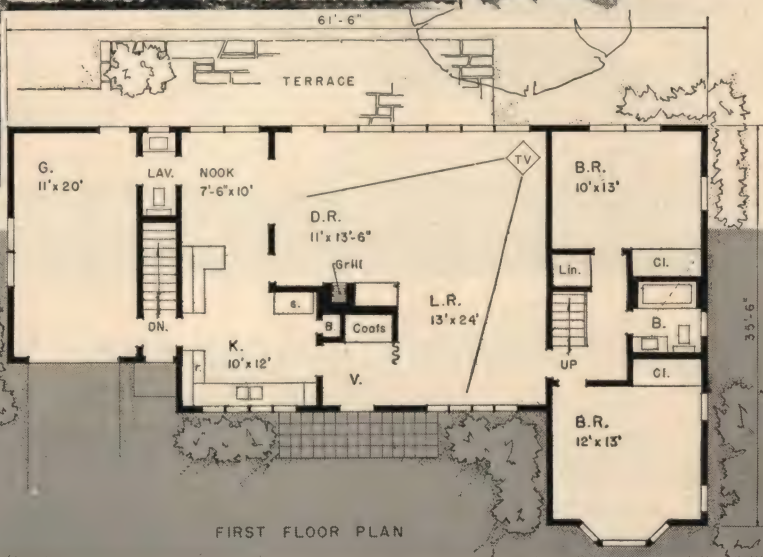 61'-6"
TERRACE
G.
11'x 20'
LAV.
NOOK
7'-6"x 10'
TV
B.R.
10'x 13'
D.R.
11'x 13'-6"
Grill
Lin.
Cl.
L.R.
13'x 24'
B.
Coats
B.
DN.
K.
10'x 12'
r.
V.
UP
Cl.
B.R.
12'x 13'
35'-6"
FIRST FLOOR PLAN